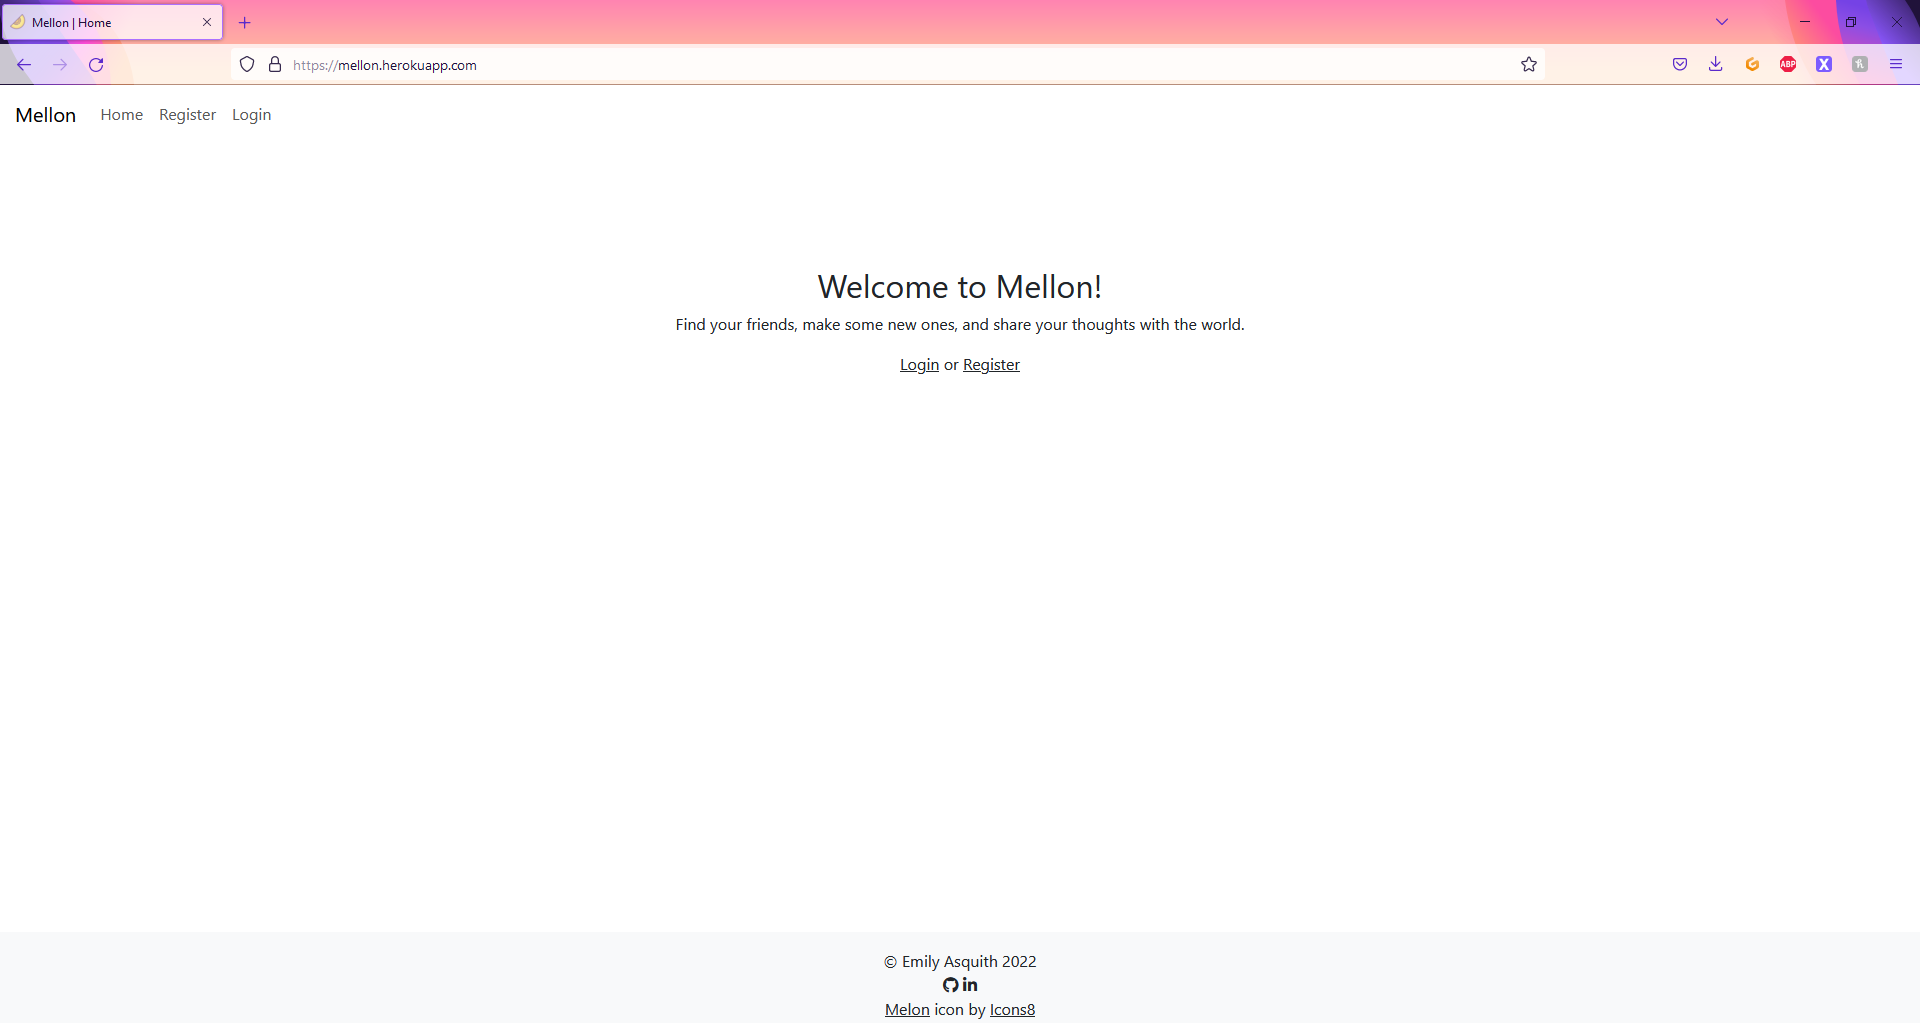 Mellon | Home
https://mellon.herokuapp.com
ABP
Mellon Home Register Login
Welcome to Mellon!
Find your friends, make some new ones, and share your thoughts with the world.
Login or Register
© Emily Asquith 2022
in
Melon icon by Icons8